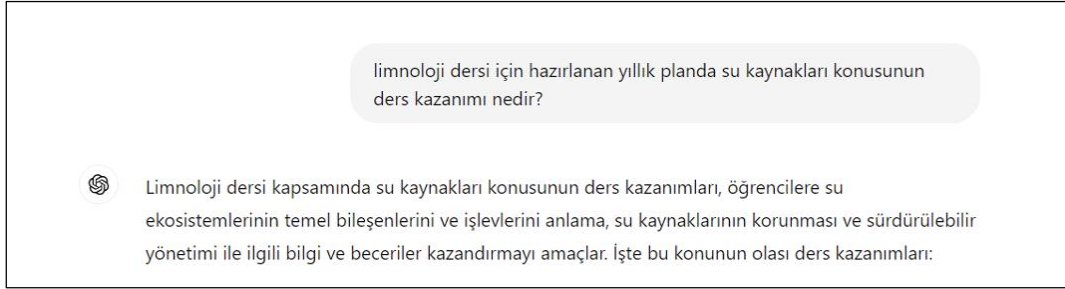 limnoloji dersi için hazırlanan yıllık planda su kaynakları konusunun
ders kazanımı nedir?
Limnoloji dersi kapsamında su kaynakları konusunun ders kazanımları, öğrencilere su
ekosistemlerinin temel bileşenlerini ve işlevlerini anlama, su kaynaklarının korunması ve sürdürülebilir
yönetimi ile ilgili bilgi ve beceriler kazandırmayı amaçlar. İşte bu konunun olası ders kazanımları: